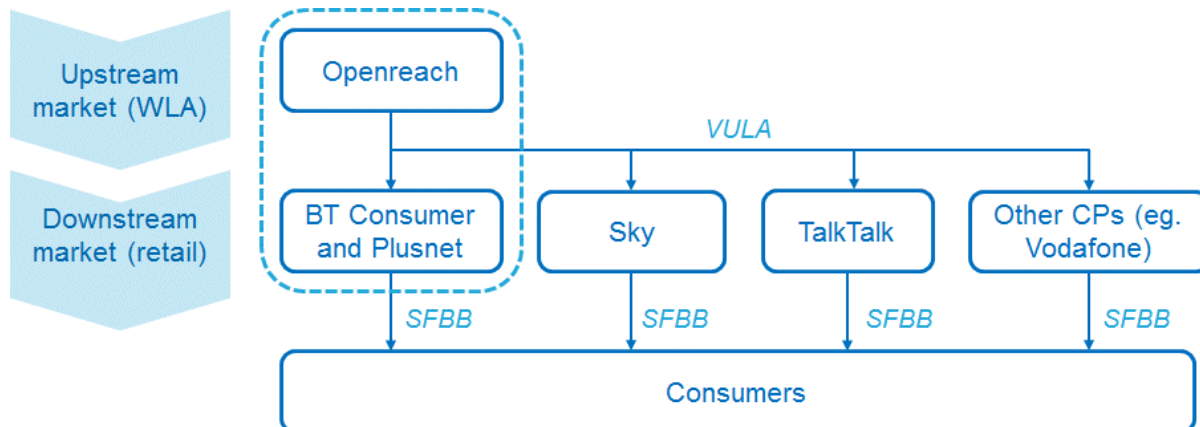 Upstream
market (WLA)
Openreach
VULA
Downstream
market (retail)
BT Consumer
and Plusnet
Sky
TalkTalk
Other CPs (eg.
Vodafone)
SFBB
SFBB
SFBB
SFBB
Consumers